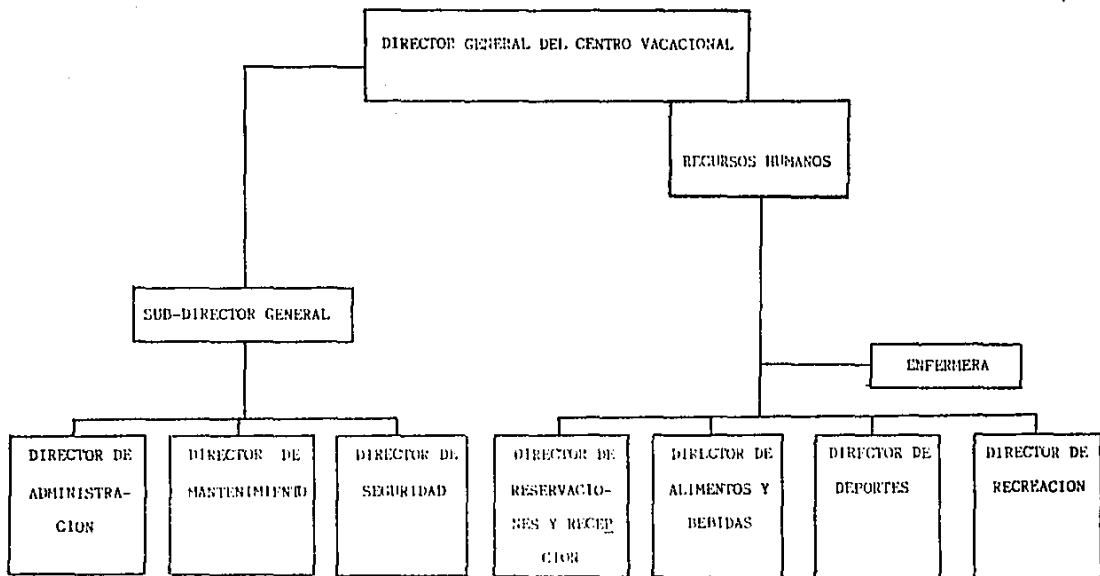 DIRECTOR GENERAL DEL CENTRO VACACIONAL
RECURSOS HUMANOS
SUB-DIRECTOR GENERAL
ENFERMERA
DIRECTOR DE
ADMINISTRA-
CION
DIRECTOR DE
MANTENIMIENTO
DIRECTOR DE
SEGURIDAD
DIRECTOR DE
RESERVACIO-
NES Y RECEP
CION
DIRECTOR DE
ALIMENTOS Y
BEBIDAS
DIRECTOR DE
DEPORTES
DIRECTOR DE
RECREACION